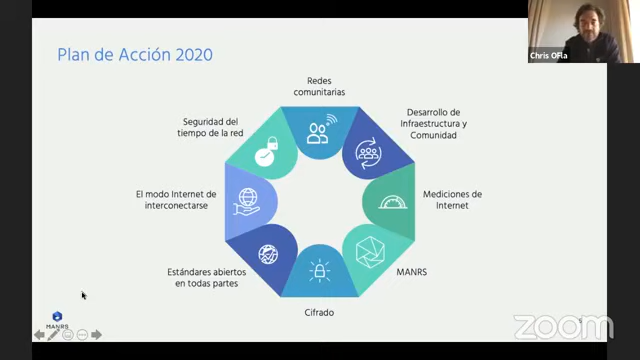 Chris OFla
Plan de Acción 2020
Redes
comunitarias
Seguridad del
tiempo de la red
Desarrollo de
Infraestructura y
Comunidad
El modo Internet de
interconectarse
Mediciones de
Internet
Estándares abiertos
en todas partes
MANRS
Cifrado
MANRS
zoom